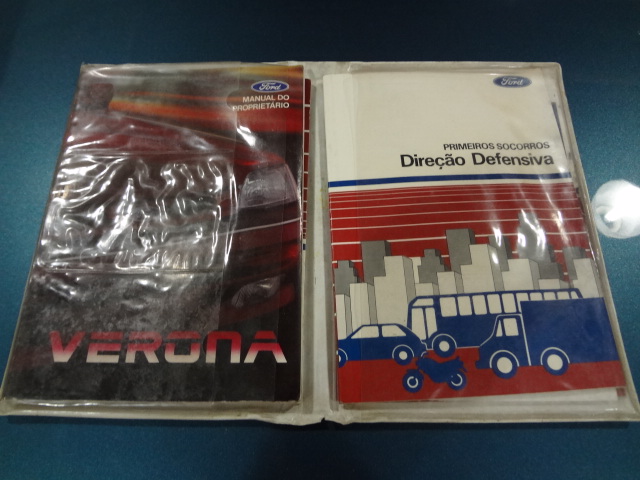 Ford
MANUAL DO
PROPRIETÁRIO
VERONA
Ford
PRIMEIROS SOCORROS
Direção Defensiva